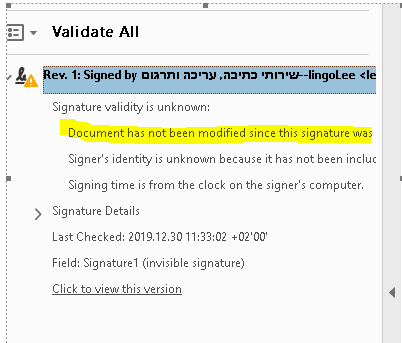 Validate All
Rev. 1: Signed by שירותי כתיבה, עריכה ותרגום--lingoLee <le
Signature validity is unknown:
Document has not been modified since this signature was
Signer's identity is unknown because it has not been includ
Signing time is from the clock on the signer's computer.
Signature Details
Last Checked: 2019.12.30 11:33:02 +02'00'
Field: Signature1 (invisible signature)
Click to view this version